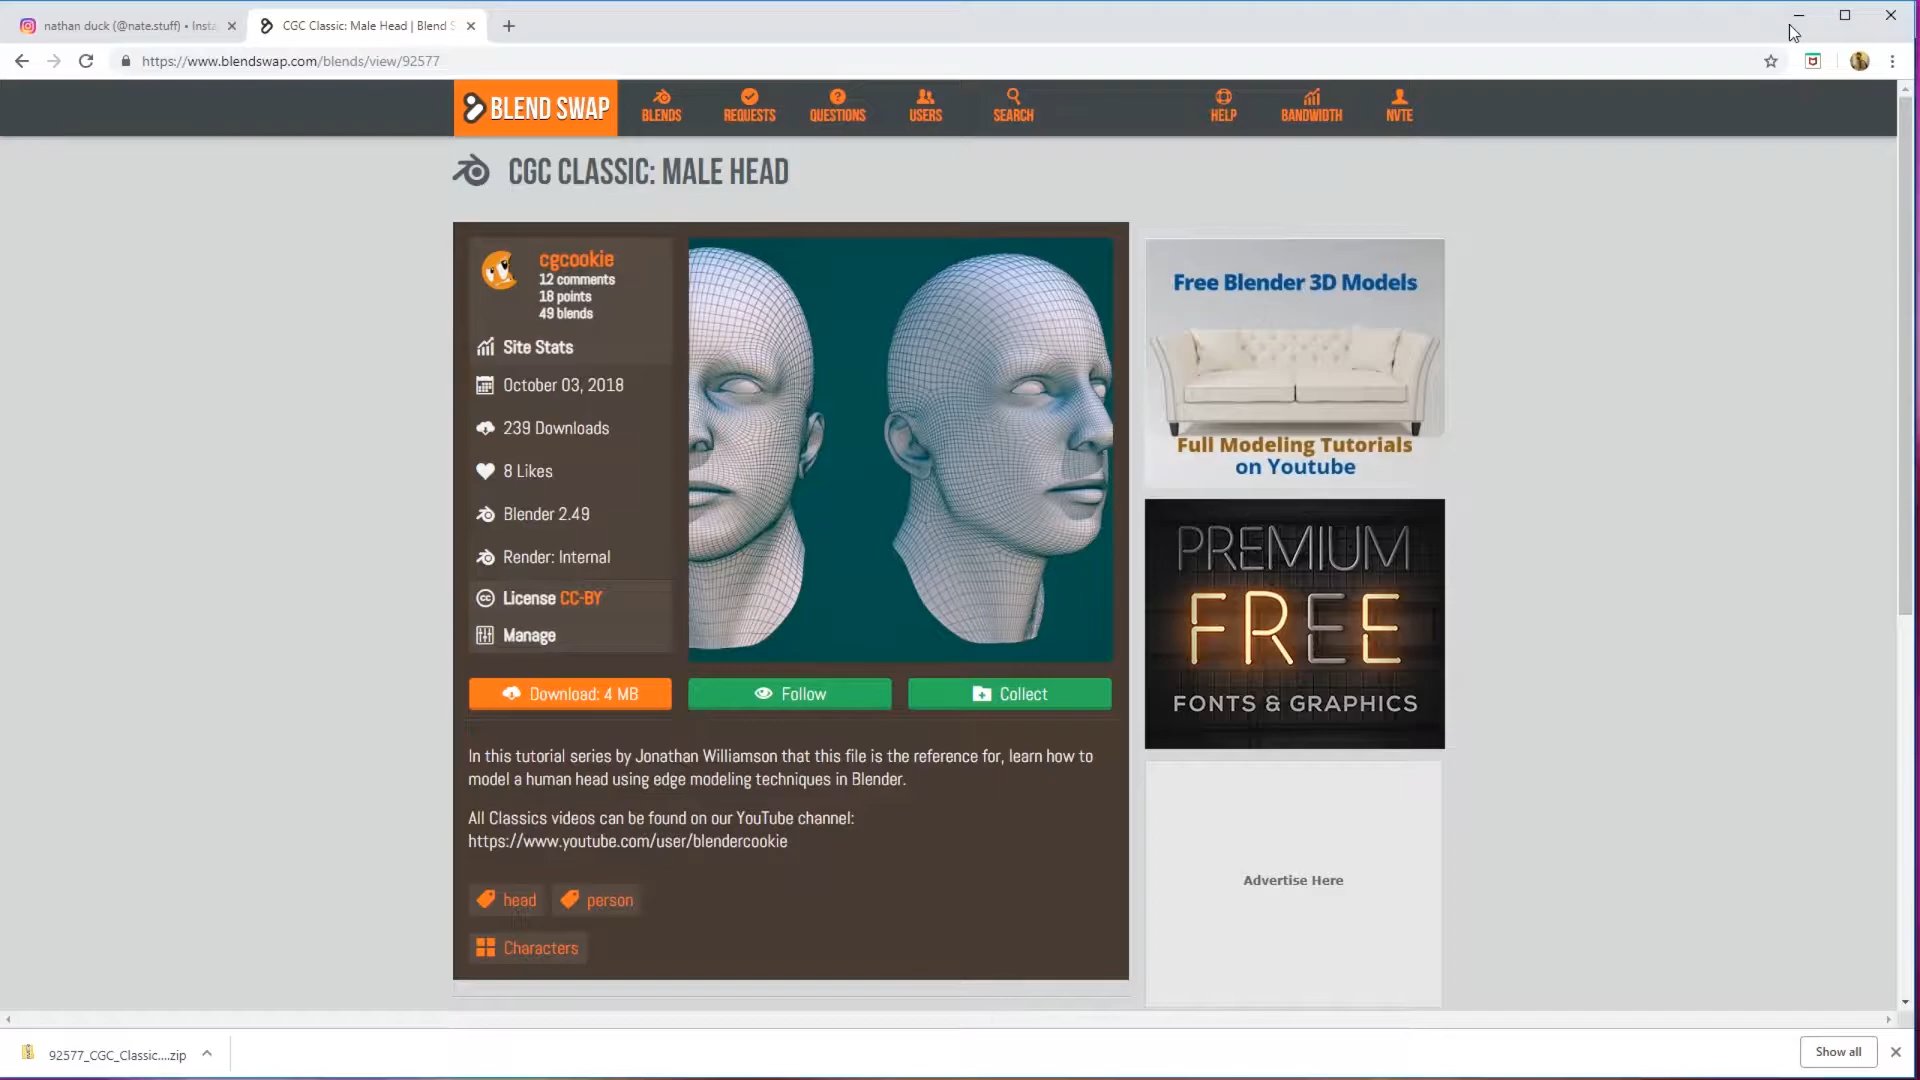 nathan duck (@nate.stuff) • Insta
CGC Classic: Male Head | Blend S
https://www.blendswap.com/blends/view/92577
BLEND SWAP
BLENDS
REQUESTS
QUESTIONS
USERS
SEARCH
HELP
BANDWIDTH
NVTE
CGC CLASSIC: MALE HEAD
cgcookie
12 comments
18 points
49 blends
Site Stats
October 03, 2018
239 Downloads
8 Likes
Blender 2.49
Render: Internal
License CC-BY
Manage
Download: 4 MB
Follow
Collect
In this tutorial series by Jonathan Williamson that this file is the reference for, learn how to
model a human head using edge modeling techniques in Blender.
All Classics videos can be found on our YouTube channel:
https://www.youtube.com/user/blendercookie
head
person
Characters
Free Blender 3D Models
Full Modeling Tutorials
on Youtube
PREMIUM
FREE
FONTS & GRAPHICS
Advertise Here
92577_CGC_Classic....zip
Show all